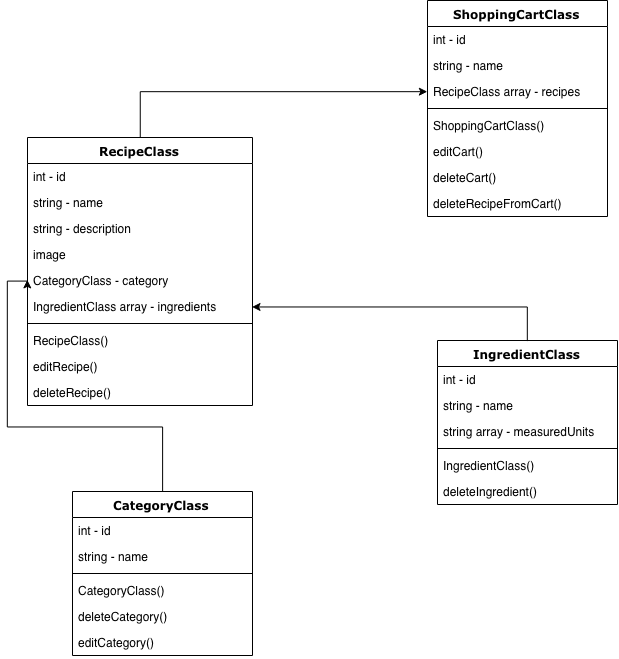 ShoppingCartClass
int - id
string - name
RecipeClass array - recipes
ShoppingCartClass()
editCart()
deleteCart()
deleteRecipeFromCart()
RecipeClass
int - id
string - name
string - description
image
CategoryClass - category
IngredientClass array - ingredients
RecipeClass()
editRecipe()
deleteRecipe()
IngredientClass
int - id
string - name
string array - measuredUnits
IngredientClass()
deleteIngredient()
CategoryClass
int - id
string - name
CategoryClass()
deleteCategory()
editCategory()